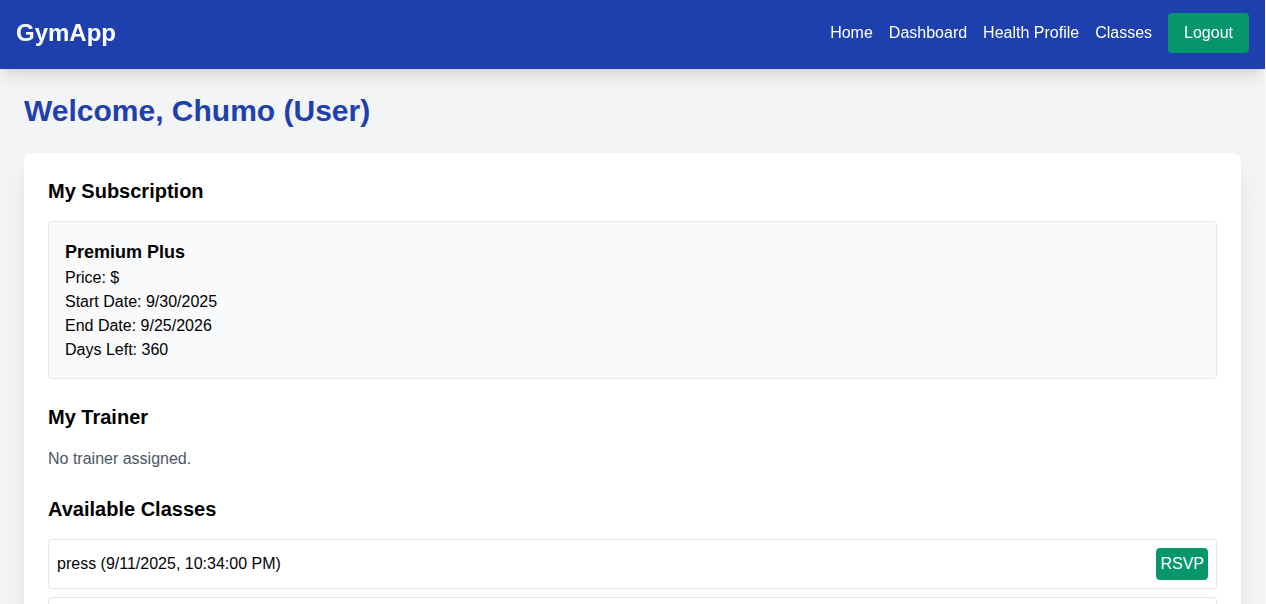 GymApp
Home Dashboard Health Profile Classes Logout
Welcome, Chumo (User)
My Subscription
Premium Plus
Price: $
Start Date: 9/30/2025
End Date: 9/25/2026
Days Left: 360
My Trainer
No trainer assigned.
Available Classes
press (9/11/2025, 10:34:00 PM) RSVP